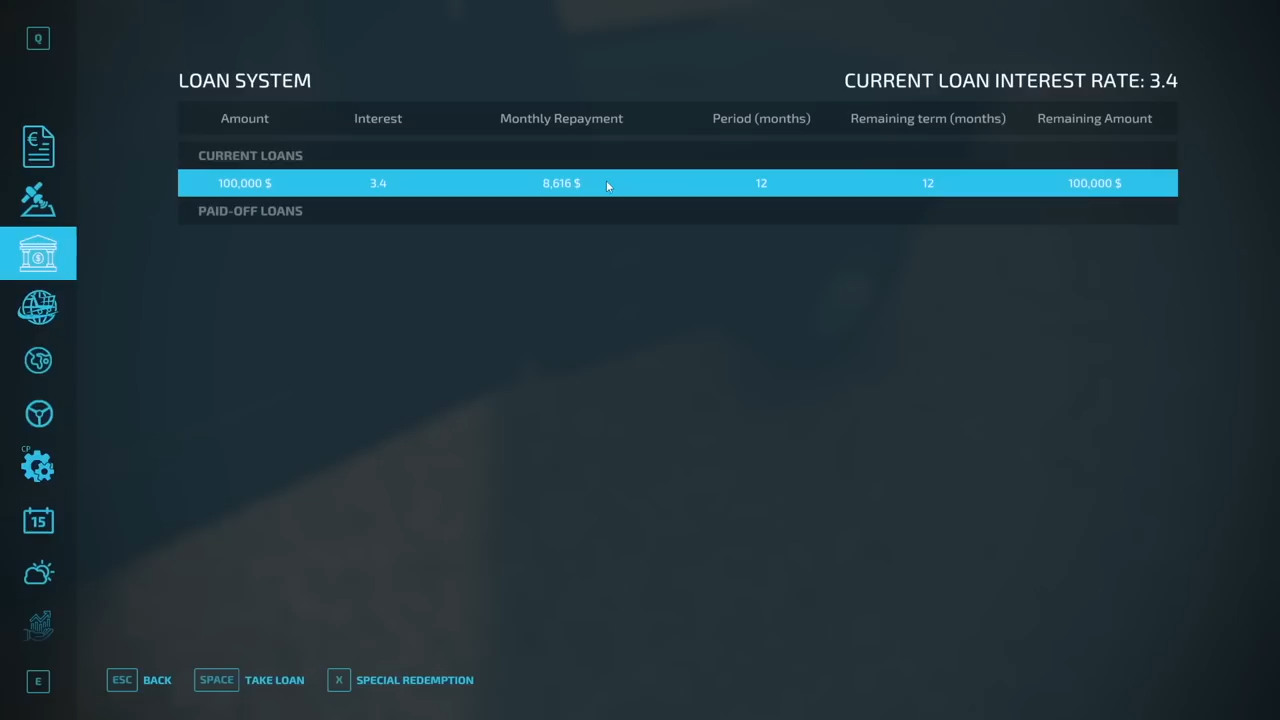 Q
LOAN SYSTEM
CURRENT LOAN INTEREST RATE: 3.4
Amount Interest Monthly Repayment Period (months) Remaining term (months) Remaining Amount
CURRENT LOANS
100,000 $ 3.4 8,616 $ 12 12 100,000 $
PAID-OFF LOANS
CP
15
E
ESC BACK SPACE TAKE LOAN X SPECIAL REDEMPTION